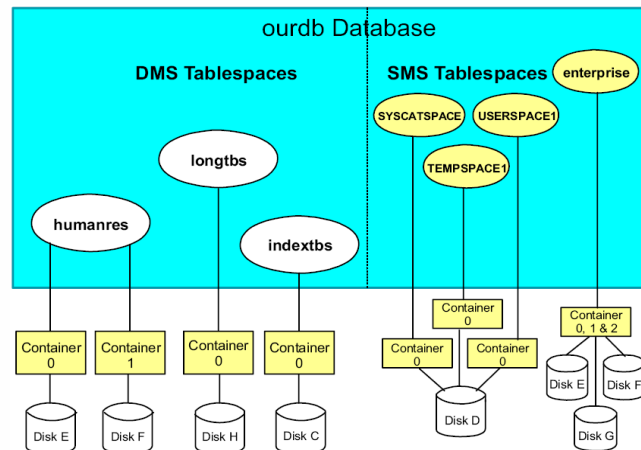 ourdb Database
DMS Tablespaces
SMS Tablespaces
enterprise
SYSCATSPACE
USERSPACE1
longtbs
TEMPSPACE1
humanres
indextbs
Container
0
Container
1
Container
0
Container
0
Container
0
Container
0
Container
0
Container
0, 1 & 2
Disk E
Disk F
Disk H
Disk C
Disk D
Disk E
Disk F
Disk G